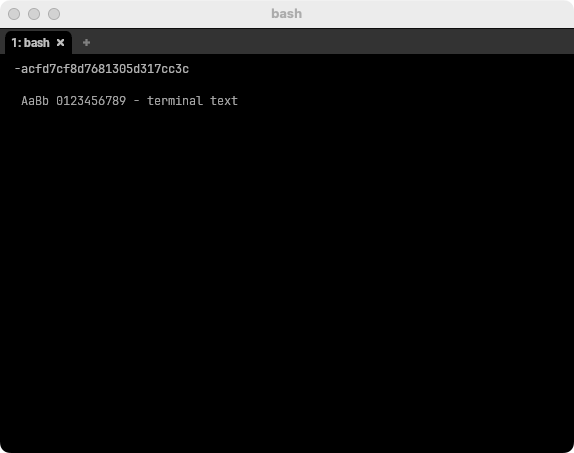 bash
1: bash × +
-acfd7cf8d7681305d317cc3c
AaBb 0123456789 - terminal text